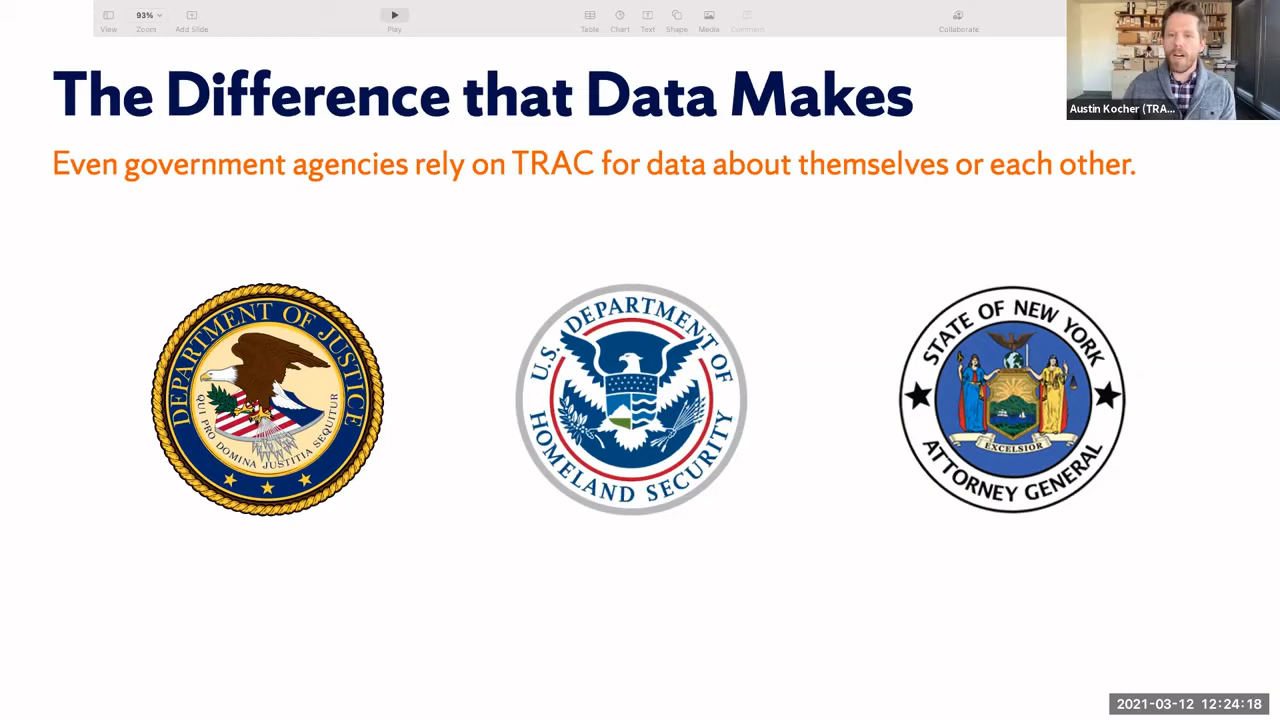 View
93%
Zoom
Add Slide
Play
Table
Chart
Text
Shape
Media
Comment
Collaborate
Austin Kocher (TRA...
The Difference that Data Makes
Even government agencies rely on TRAC for data about themselves or each other.
DEPARTMENT OF JUSTICE
QUI PRO DOMINA JUSTITIA SEQUITUR
U.S. DEPARTMENT OF
HOMELAND SECURITY
STATE OF NEW YORK
EXCELSIOR
ATTORNEY GENERAL
2021-03-12 12:24:18